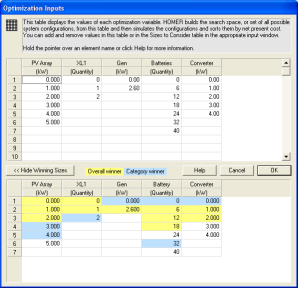 Optimization Inputs
This table displays the values of each optimization variable. HOMER builds the search space, or set of all possible
system configurations, from this table and then simulates the configurations and sorts them by net present cost.
You can add and remove values in this table or in the Sizes to Consider table in the appropriate input window.
Hold the pointer over an element name or click Help for more information.
PV Array XL1 Gen Batteries Converter
(kW) (Quantity) (kW) (Quantity) (kW)
1 0.000 0 0.00 0 0.00
2 1.000 1 2.60 6 1.00
3 2.000 2 12 2.00
4 3.000 18 3.00
5 4.000 24 4.00
6 5.000 32
7 40
8
9
10
<< Hide Winning Sizes Overall winner Category winner Help Cancel OK
PV Array XL1 Gen Battery Converter
(kW) (Quantity) (kW) (Quantity) (kW)
1 0.000 0 0.000 0 0.000
2 1.000 1 2.600 6 1.000
3 2.000 2 12 2.000
4 3.000 18 3.000
5 4.000 24 4.000
6 5.000 32
7 40